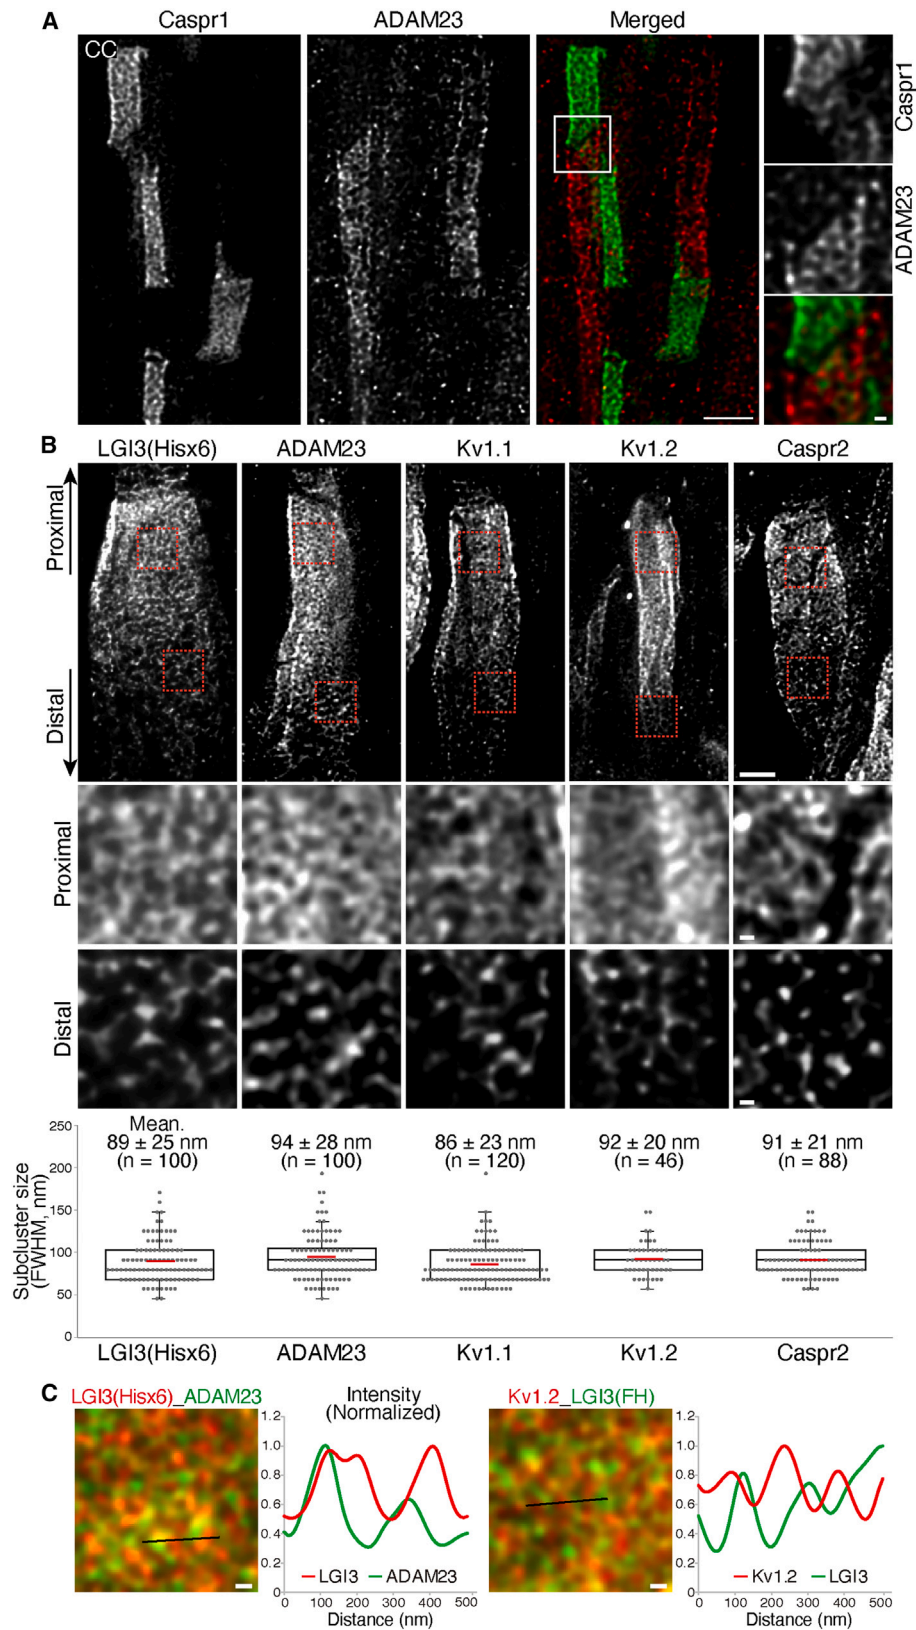 A
Caspr1 ADAM23 Merged
CC
Caspr1
ADAM23
B
LGI3(Hisx6) ADAM23 Kv1.1 Kv1.2 Caspr2
Proximal
Distal
Proximal
Distal
Subcluster size
(FWHM, nm)
250
200
150
100
50
0
Mean.
89 ± 25 nm
(n = 100)
94 ± 28 nm
(n = 100)
86 ± 23 nm
(n = 120)
92 ± 20 nm
(n = 46)
91 ± 21 nm
(n = 88)
LGI3(Hisx6) ADAM23 Kv1.1 Kv1.2 Caspr2
C
LGI3(Hisx6)_ADAM23
Intensity
(Normalized)
1.2
1.0
0.8
0.6
0.4
0.2
0
LGI3 ADAM23
0 100 200 300 400 500
Distance (nm)
Kv1.2_LGI3(FH)
1.2
1.0
0.8
0.6
0.4
0.2
0
Kv1.2 LGI3
0 100 200 300 400 500
Distance (nm)